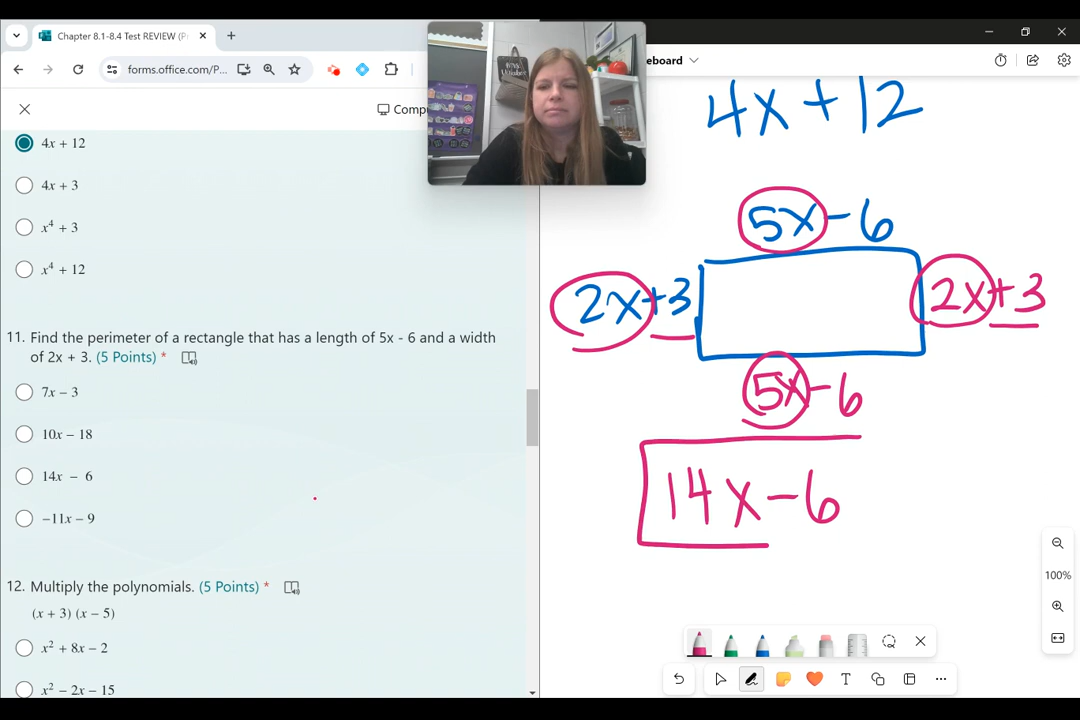 Chapter 8.1-8.4 Test REVIEW (P
forms.office.com/P...
Comp
eboard
4x + 12
4x + 3
x⁴ + 3
x⁴ + 12
11. Find the perimeter of a rectangle that has a length of 5x - 6 and a width
of 2x + 3. (5 Points) *
7x − 3
10x − 18
14x − 6
−11x − 9
12. Multiply the polynomials. (5 Points) *
(x + 3) (x − 5)
x² + 8x − 2
x² − 2x − 15
4x + 12
5x - 6
2x + 3
2x + 3
5x - 6
14x - 6
100%
T